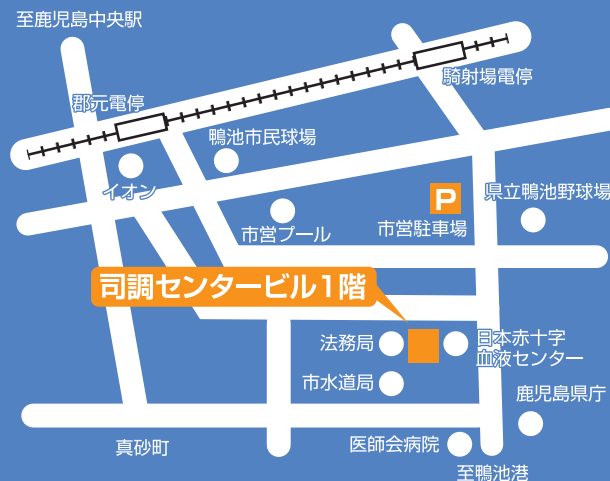 至鹿児島中央駅
騎射場電停
郡元電停
鴨池市民球場
イオン
県立鴨池野球場
P
市営プール
市営駐車場
司調センタービル1階
法務局
日本赤十字
血液センター
市水道局
鹿児島県庁
真砂町
医師会病院
至鴨池港